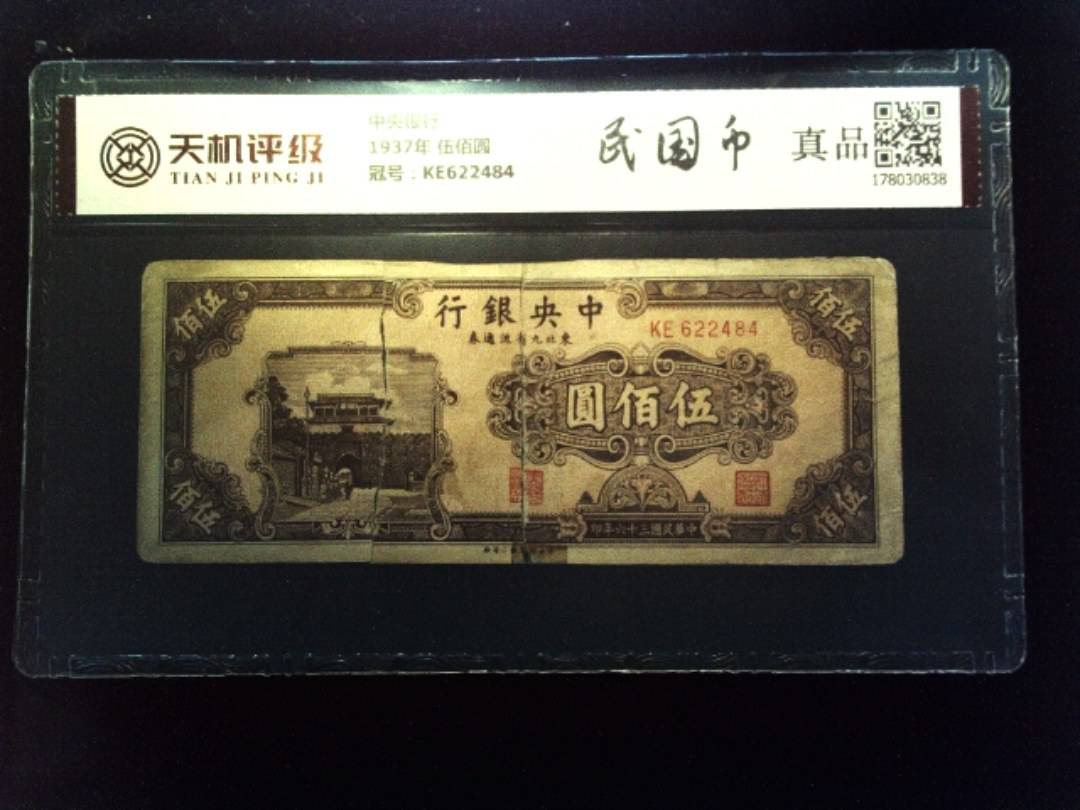 天机评级
TIAN JI PING JI
中央银行
1937年 伍佰圆
冠号：KE622484
民国币
真品
178030838
佰伍
佰伍
行銀央中
券通流省九北東
KE 622484
圓佰伍
印年六十三國民華中
佰伍
佰伍